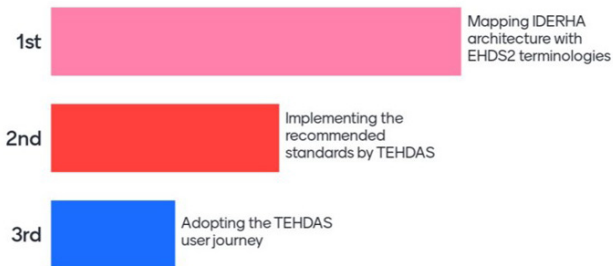 1st
Mapping IDERHA
architecture with
EHDS2 terminologies
2nd
Implementing the
recommended
standards by TEHDAS
3rd
Adopting the TEHDAS
user journey